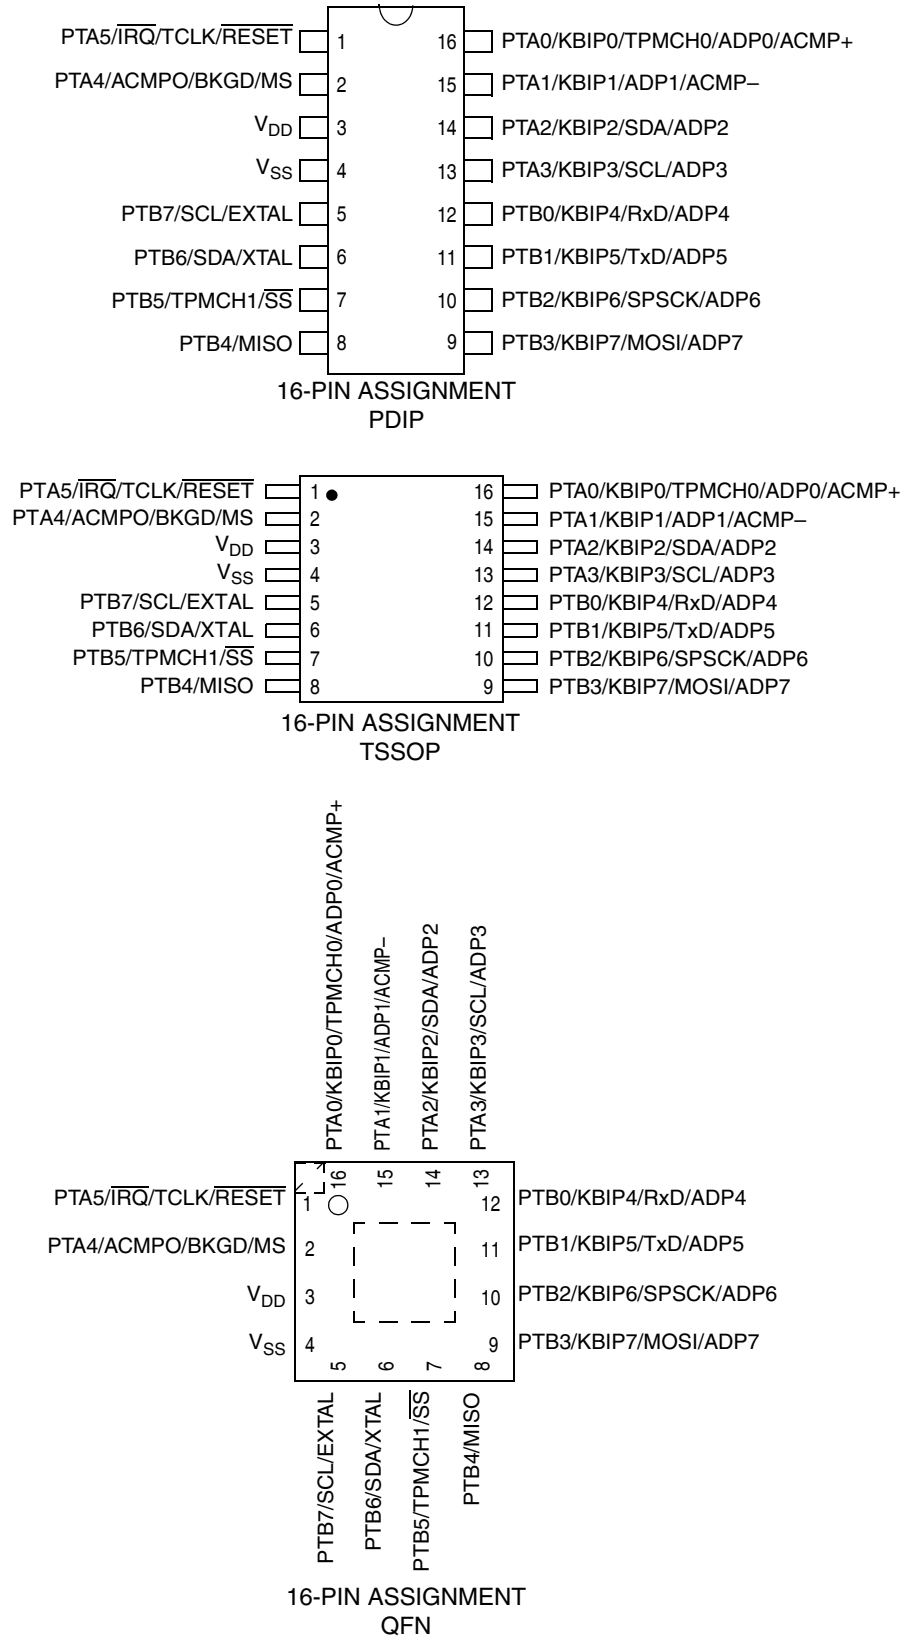 PTA5/IRQ/TCLK/RESET 1 16 PTA0/KBIP0/TPMCH0/ADP0/ACMP+
PTA4/ACMPO/BKGD/MS 2 15 PTA1/KBIP1/ADP1/ACMP–
VDD 3 14 PTA2/KBIP2/SDA/ADP2
VSS 4 13 PTA3/KBIP3/SCL/ADP3
PTB7/SCL/EXTAL 5 12 PTB0/KBIP4/RxD/ADP4
PTB6/SDA/XTAL 6 11 PTB1/KBIP5/TxD/ADP5
PTB5/TPMCH1/SS 7 10 PTB2/KBIP6/SPSCK/ADP6
PTB4/MISO 8 9 PTB3/KBIP7/MOSI/ADP7
16-PIN ASSIGNMENT
PDIP
PTA5/IRQ/TCLK/RESET 1 16 PTA0/KBIP0/TPMCH0/ADP0/ACMP+
PTA4/ACMPO/BKGD/MS 2 15 PTA1/KBIP1/ADP1/ACMP–
VDD 3 14 PTA2/KBIP2/SDA/ADP2
VSS 4 13 PTA3/KBIP3/SCL/ADP3
PTB7/SCL/EXTAL 5 12 PTB0/KBIP4/RxD/ADP4
PTB6/SDA/XTAL 6 11 PTB1/KBIP5/TxD/ADP5
PTB5/TPMCH1/SS 7 10 PTB2/KBIP6/SPSCK/ADP6
PTB4/MISO 8 9 PTB3/KBIP7/MOSI/ADP7
16-PIN ASSIGNMENT
TSSOP
PTA0/KBIP0/TPMCH0/ADP0/ACMP+
PTA1/KBIP1/ADP1/ACMP–
PTA2/KBIP2/SDA/ADP2
PTA3/KBIP3/SCL/ADP3
16 15 14 13
PTA5/IRQ/TCLK/RESET 1 12 PTB0/KBIP4/RxD/ADP4
PTA4/ACMPO/BKGD/MS 2 11 PTB1/KBIP5/TxD/ADP5
VDD 3 10 PTB2/KBIP6/SPSCK/ADP6
VSS 4 9 PTB3/KBIP7/MOSI/ADP7
5 6 7 8
PTB7/SCL/EXTAL
PTB6/SDA/XTAL
PTB5/TPMCH1/SS
PTB4/MISO
16-PIN ASSIGNMENT
QFN